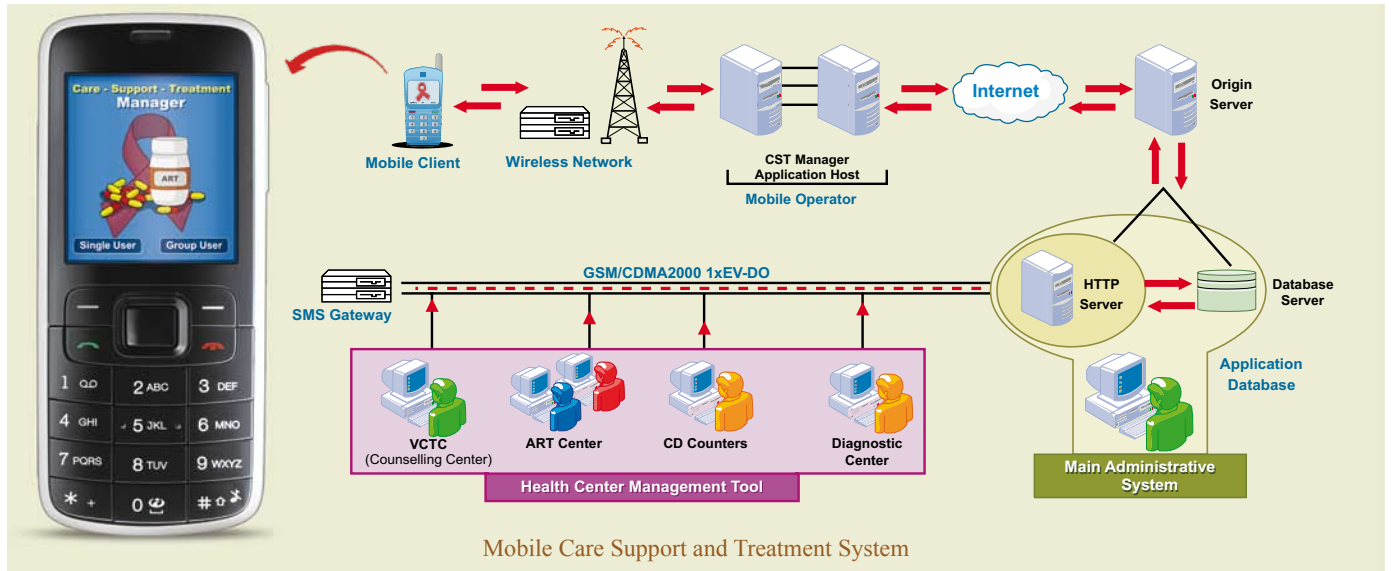 Care - Support - Treatment
Manager
ART
Single User
Group User
1
2 ABC
3 DEF
4 GHI
5 JKL
6 MNO
7 PQRS
8 TUV
9 WXYZ
* +
0
#
Mobile Client
Wireless Network
CST Manager
Application Host
Mobile Operator
Internet
Origin
Server
SMS Gateway
GSM/CDMA2000 1xEV-DO
HTTP
Server
Database
Server
Application
Database
VCTC
(Counselling Center)
ART Center
CD Counters
Diagnostic
Center
Health Center Management Tool
Main Administrative
System
Mobile Care Support and Treatment System